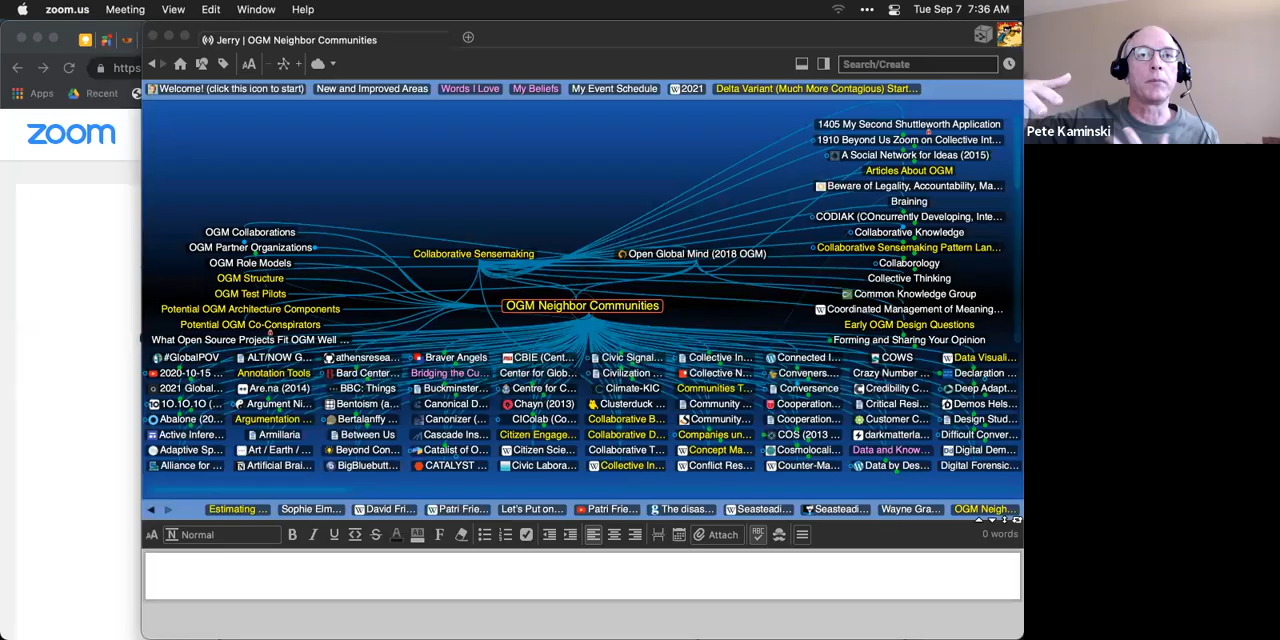 zoom.us Meeting View Edit Window Help Tue Sep 7 7:36 AM
Jerry | OGM Neighbor Communities
https
AA
Search/Create
Apps Recent
Welcome! (click this icon to start) New and Improved Areas Words I Love My Beliefs My Event Schedule 2021 Delta Variant (Much More Contagious) Start...
zoom
Pete Kaminski
1405 My Second Shuttleworth Application
1910 Beyond Us Zoom on Collective Int...
A Social Network for Ideas (2015)
Articles About OGM
Beware of Legality, Accountability, Ma...
Braining
CODIAK (COncurrently Developing, Inte...
Collaborative Knowledge
Collaborative Sensemaking Pattern Lan...
Collaborology
Collective Thinking
Common Knowledge Group
Coordinated Management of Meaning...
Early OGM Design Questions
Forming and Sharing Your Opinion
OGM Collaborations
OGM Partner Organizations
OGM Role Models
OGM Structure
OGM Test Pilots
Potential OGM Architecture Components
Potential OGM Co-Conspirators
What Open Source Projects Fit OGM Well ...
Collaborative Sensemaking
Open Global Mind (2018 OGM)
OGM Neighbor Communities
#GlobalPOV ALT/NOW G... athensresea... Braver Angels CBIE (Cent... Civic Signal... Collective In... Connected I... COWS Data Visuali...
2020-10-15 ... Annotation Tools Bard Center... Bridging the Cu... Center for Glob... Civilization ... Collective N... Conveners.... Crazy Number ... Declaration ...
2021 Global... Are.na (2014) BBC: Things Buckminster... Centre for C... Climate-KIC Communities T... Conversence Credibility C... Deep Adapt...
1O.1O.1O (... Argument Ni... Bentoism (a... Canonical D... Chayn (2013) Clusterduck ... Community ... Cooperation... Critical Resi... Demos Hels...
Abalone (20... Argumentation ... Bertalanffy ... Canonizer (... CIColab (Co... Collaborative B... Community... Cooperation... Customer C... Design Stud...
Active Infere... Armillaria Between Us Cascade Ins... Citizen Engage... Collaborative D... Companies un... COS (2013 ... darkmatterla... Difficult Conver...
Adaptive Sp... Art / Earth / ... Beyond Con... Catalist of O... Citizen Scie... Collaborative T... Concept Ma... Cosmolocali... Data and Know... Digital Dem...
Alliance for ... Artificial Brai... BigBluebutt... CATALYST ... Civic Labora... Collective In... Conflict Res... Counter-Ma... Data by Des... Digital Forensic...
Estimating ... Sophie Elm... David Fri... Patri Frie... Let's Put on... Patri Frie... The disas... Seasteadi... Seasteadi... Wayne Gra... OGM Neigh...
AA N Normal B I U S A F Attach ABC 0 words